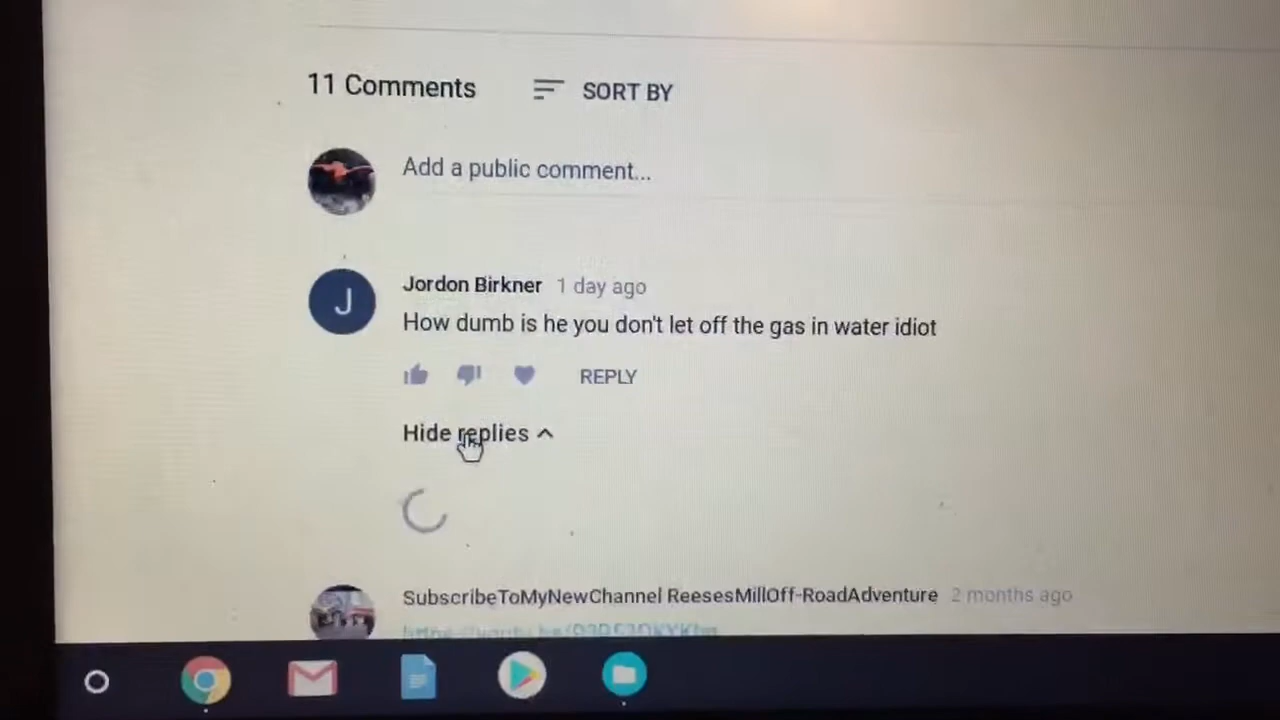 11 Comments
SORT BY
Add a public comment...
Jordon Birkner 1 day ago
How dumb is he you don't let off the gas in water idiot
REPLY
Hide replies
SubscribeToMyNewChannel ReesesMillOff-RoadAdventure 2 months ago
J